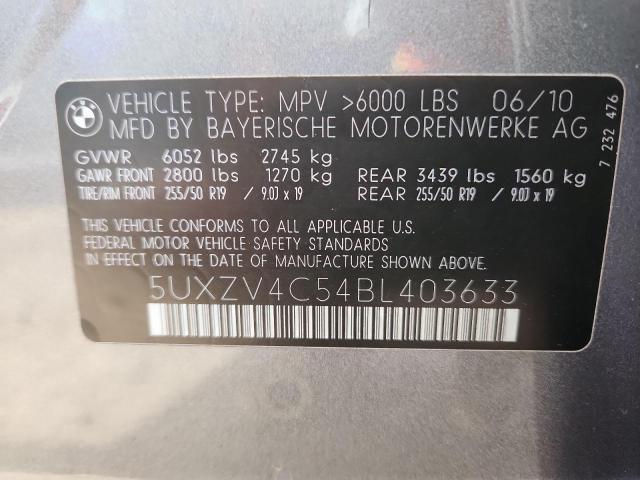 BMW
VEHICLE TYPE: MPV >6000 LBS 06/10
MFD BY BAYERISCHE MOTORENWERKE AG
GVWR 6052 lbs 2745 kg
GAWR FRONT 2800 lbs 1270 kg REAR 3439 lbs 1560 kg
TIRE/RIM FRONT 255/50 R19 / 9.0J x 19 REAR 255/50 R19 / 9.0J x 19
THIS VEHICLE CONFORMS TO ALL APPLICABLE U.S.
FEDERAL MOTOR VEHICLE SAFETY STANDARDS
IN EFFECT ON THE DATE OF MANUFACTURE SHOWN ABOVE.
5UXZV4C54BL403633
7 232 476